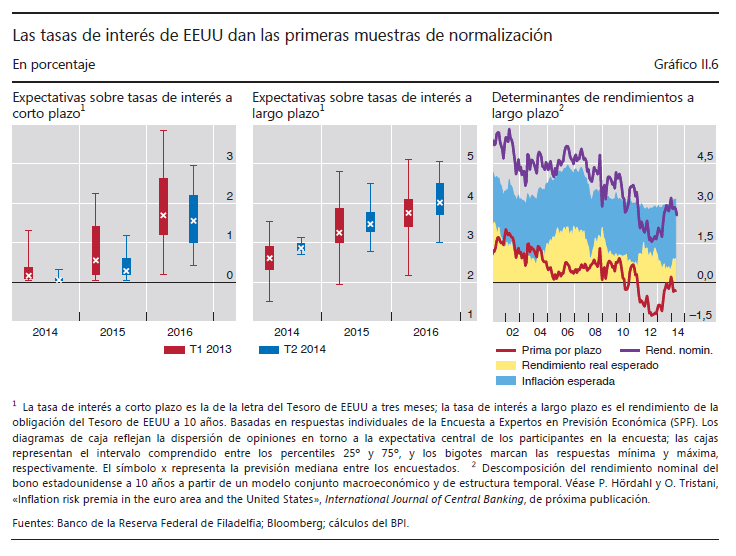 Las tasas de interés de EEUU dan las primeras muestras de normalización
En porcentaje
Gráfico II.6
Expectativas sobre tasas de interés a
corto plazo1
Expectativas sobre tasas de interés a
largo plazo1
Determinantes de rendimientos a
largo plazo2
3
2
1
0
2014
2015
2016
5
4
3
2
1
2014
2015
2016
4,5
3,0
1,5
0,0
–1,5
02
04
06
08
10
12
14
T1 2013
T2 2014
Prima por plazo
Rend. nomin.
Rendimiento real esperado
Inflación esperada
1 La tasa de interés a corto plazo es la de la letra del Tesoro de EEUU a tres meses; la tasa de interés a largo plazo es el rendimiento de la
obligación del Tesoro de EEUU a 10 años. Basadas en respuestas individuales de la Encuesta a Expertos en Previsión Económica (SPF). Los
diagramas de caja reflejan la dispersión de opiniones en torno a la expectativa central de los participantes en la encuesta; las cajas
representan el intervalo comprendido entre los percentiles 25º y 75º, y los bigotes marcan las respuestas mínima y máxima,
respectivamente. El símbolo x representa la previsión mediana entre los encuestados. 2 Descomposición del rendimiento nominal del
bono estadounidense a 10 años a partir de un modelo conjunto macroeconómico y de estructura temporal. Véase P. Hördahl y O. Tristani,
«Inflation risk premia in the euro area and the United States», International Journal of Central Banking, de próxima publicación.
Fuentes: Banco de la Reserva Federal de Filadelfia; Bloomberg; cálculos del BPI.